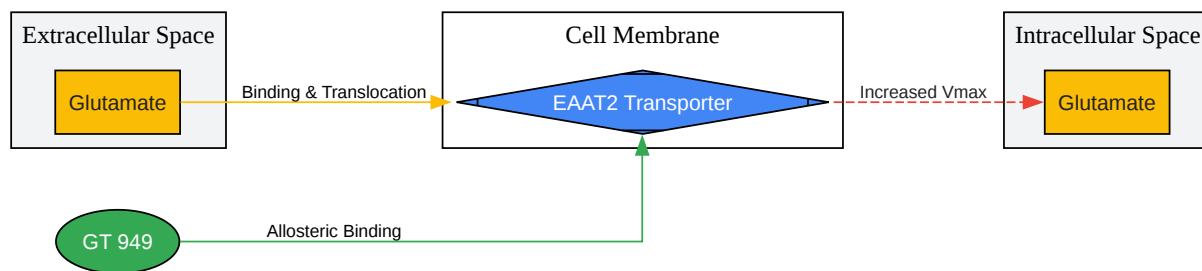 Extracellular Space
Cell Membrane
Intracellular Space
Glutamate
Binding & Translocation
EAAT2 Transporter
Increased Vmax
Glutamate
GT 949
Allosteric Binding